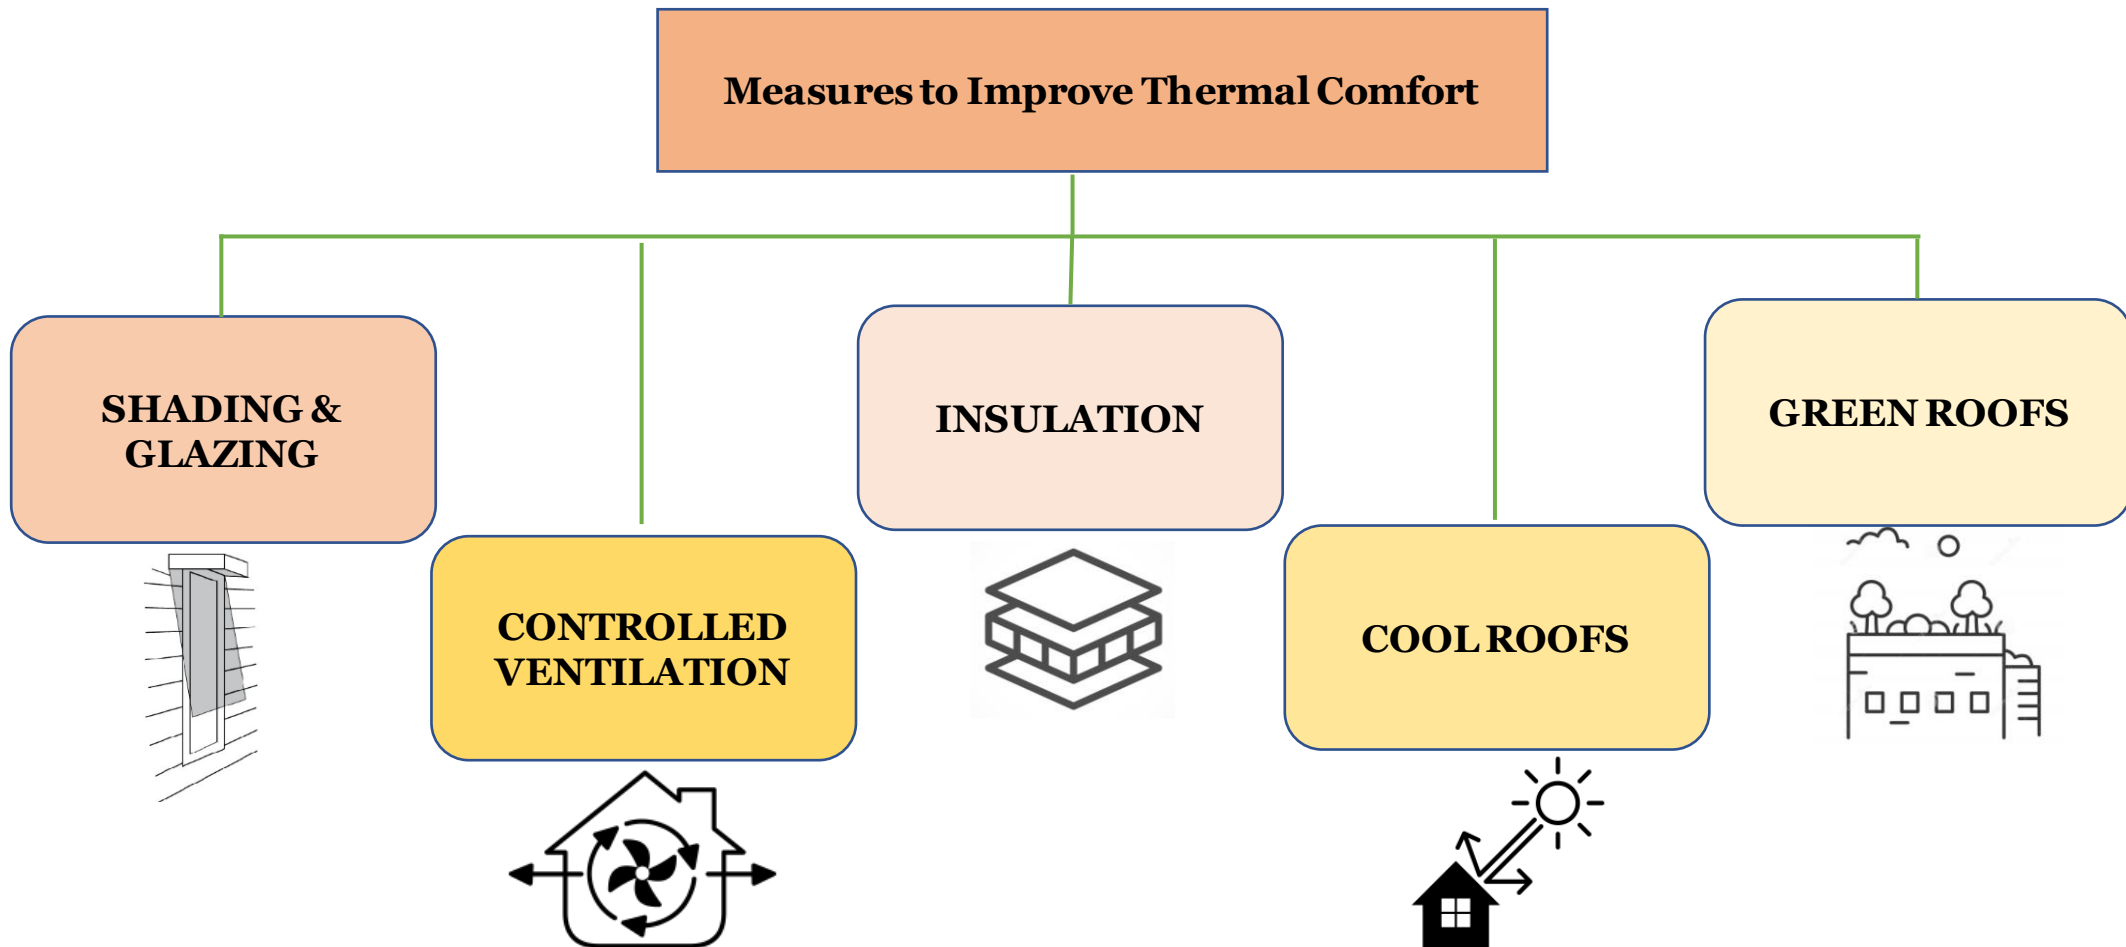 Measures to Improve Thermal Comfort
SHADING &
GLAZING
CONTROLLED
VENTILATION
INSULATION
COOL ROOFS
GREEN ROOFS